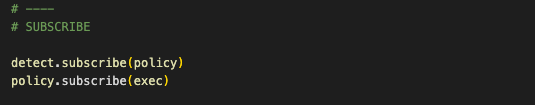 # ----
# SUBSCRIBE
detect.subscribe(policy)
policy.subscribe(exec)